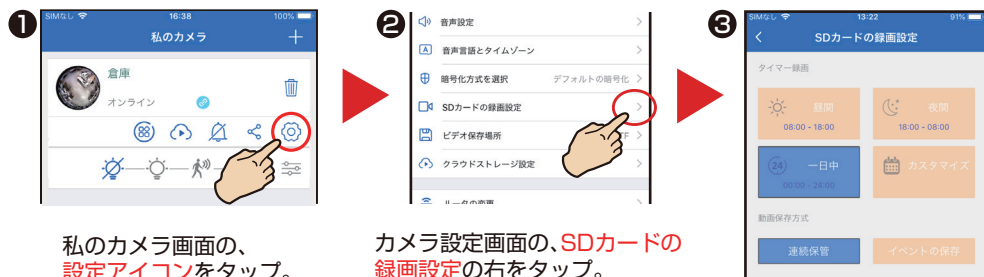 ❶
SIMなし 16:38 100%
私のカメラ
倉庫
オンライン
私のカメラ画面の、
設定アイコンをタップ。
❷
音声設定
音声言語とタイムゾーン
暗号化方式を選択 デフォルトの暗号化
SDカードの録画設定
ビデオ保存場所
クラウドストレージ設定
ルータの変更
カメラ設定画面の、SDカードの
録画設定の右をタップ。
❸
SIMなし 13:22 91%
SDカードの録画設定
タイマー録画
昼間
08:00 - 18:00
夜間
18:00 - 08:00
24 一日中
00:00 - 24:00
カスタマイズ
動画保存方式
連続保管
イベントの保存